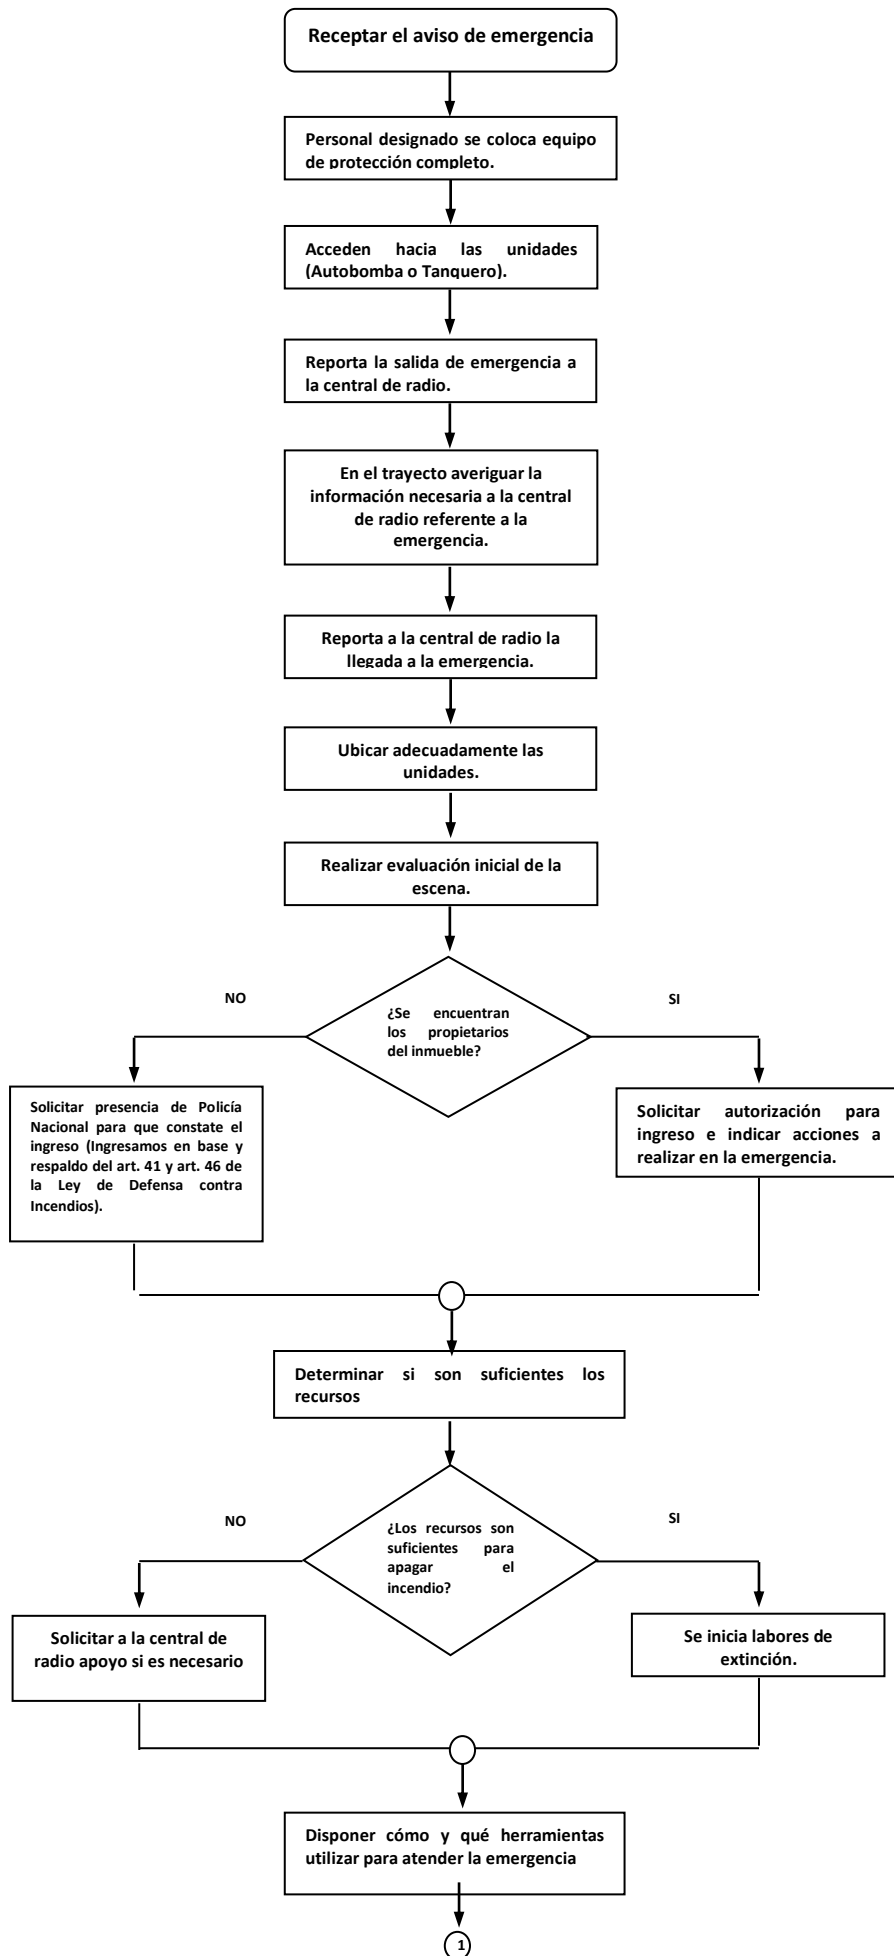 Receptar el aviso de emergencia
Personal designado se coloca equipo
de protección completo.
Acceden hacia las unidades
(Autobomba o Tanquero).
Reporta la salida de emergencia a
la central de radio.
En el trayecto averiguar la
información necesaria a la central
de radio referente a la
emergencia.
Reporta a la central de radio la
llegada a la emergencia.
Ubicar adecuadamente las
unidades.
Realizar evaluación inicial de la
escena.
NO
SI
¿Se encuentran
los propietarios
del inmueble?
Solicitar presencia de Policía
Nacional para que constate el
ingreso (Ingresamos en base y
respaldo del art. 41 y art. 46 de
la Ley de Defensa contra
Incendios).
Solicitar autorización para
ingreso e indicar acciones a
realizar en la emergencia.
Determinar si son suficientes los
recursos
NO
SI
¿Los recursos son
suficientes para
apagar el
incendio?
Solicitar a la central de
radio apoyo si es necesario
Se inicia labores de
extinción.
Disponer cómo y qué herramientas
utilizar para atender la emergencia
1